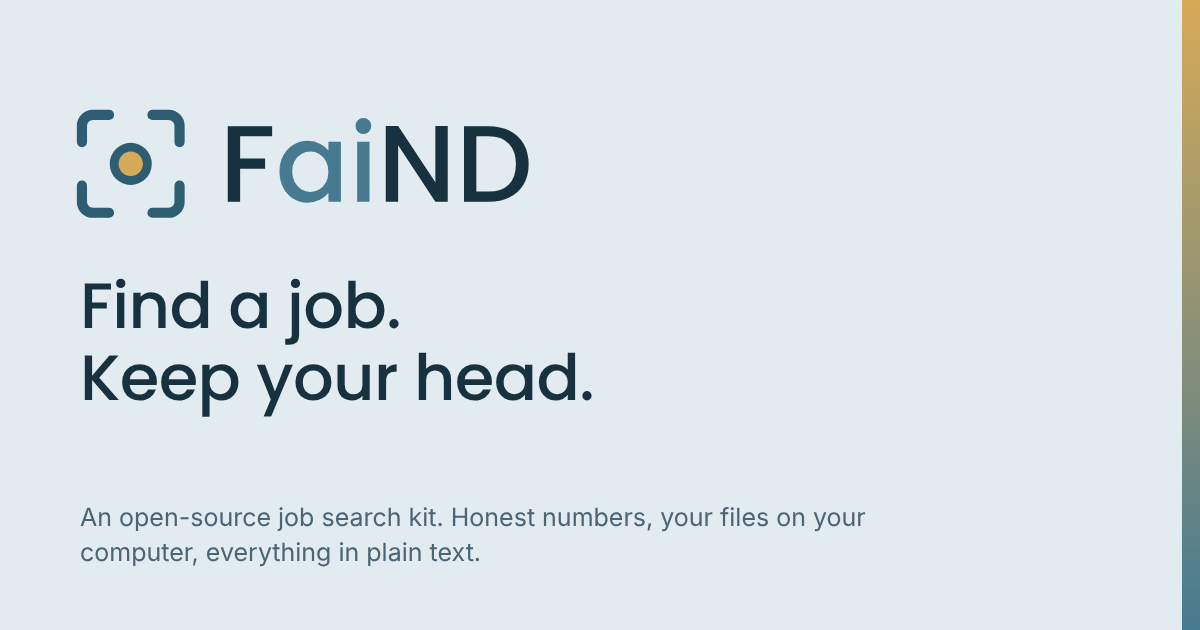 FaiND
Find a job.
Keep your head.
An open-source job search kit. Honest numbers, your files on your
computer, everything in plain text.